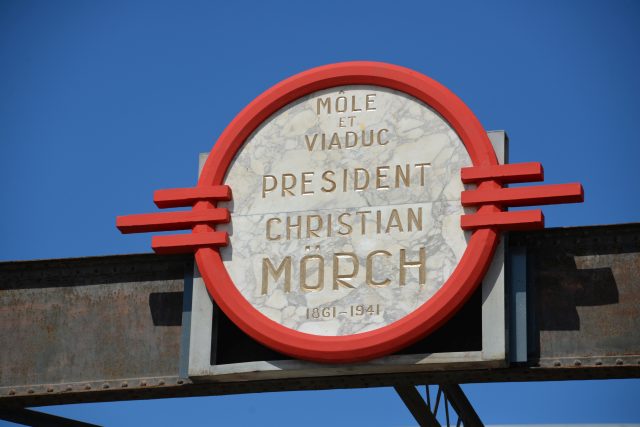 MÔLE
ET
VIADUC
PRESIDENT
CHRISTIAN
MÖRCH
1861-1941